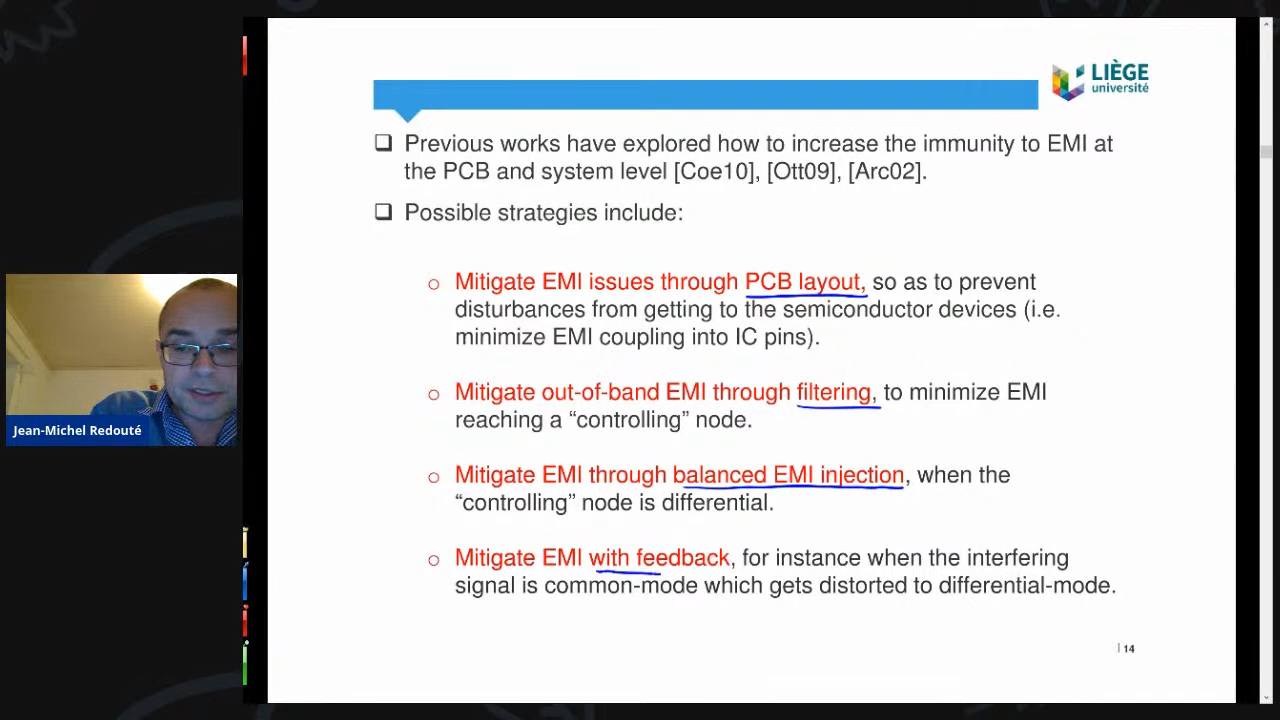 LIÈGE
université
❑ Previous works have explored how to increase the immunity to EMI at
the PCB and system level [Coe10], [Ott09], [Arc02].
❑ Possible strategies include:
o Mitigate EMI issues through PCB layout, so as to prevent
disturbances from getting to the semiconductor devices (i.e.
minimize EMI coupling into IC pins).
o Mitigate out-of-band EMI through filtering, to minimize EMI
reaching a “controlling” node.
o Mitigate EMI through balanced EMI injection, when the
“controlling” node is differential.
o Mitigate EMI with feedback, for instance when the interfering
signal is common-mode which gets distorted to differential-mode.
Jean-Michel Redouté
| 14